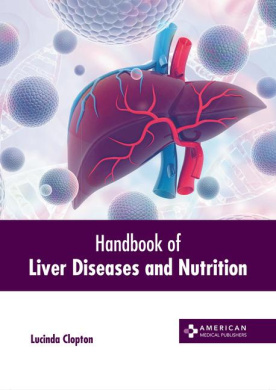 Handbook of
Liver Diseases and Nutrition
Lucinda Clopton
AMERICAN
MEDICAL PUBLISHERS